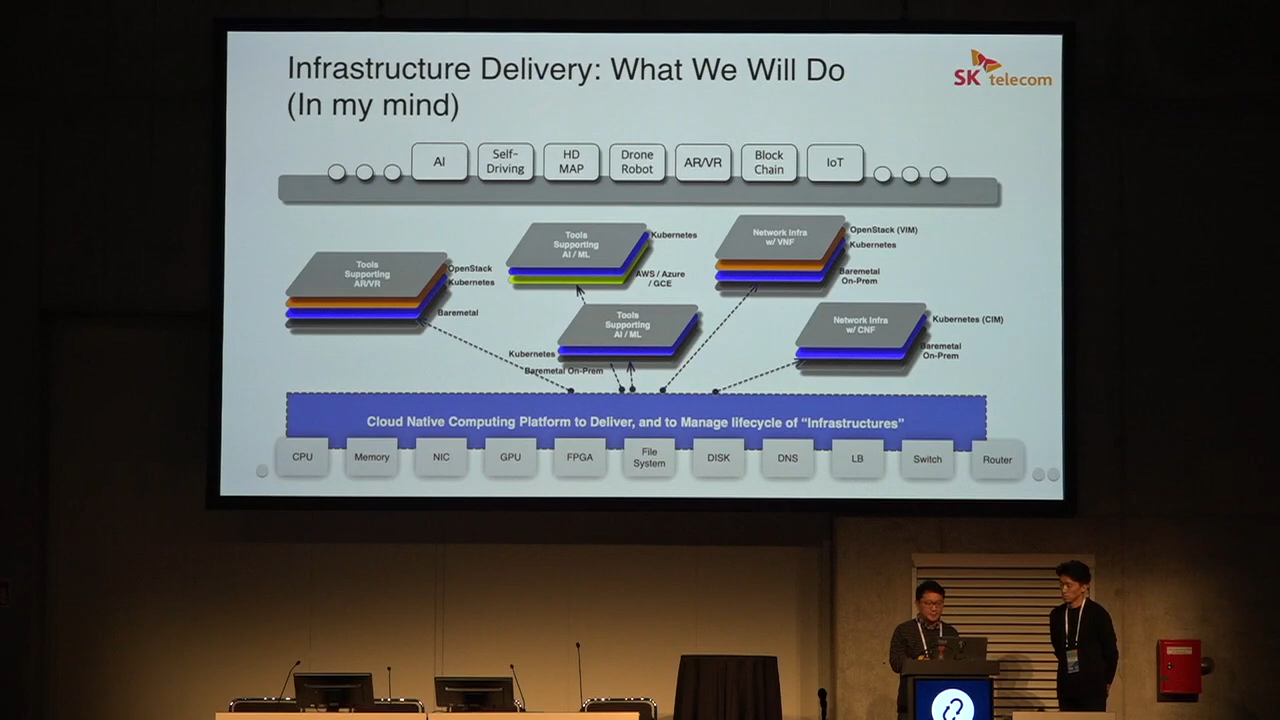 Infrastructure Delivery: What We Will Do
(In my mind)
SK telecom
AI
Self-
Driving
HD
MAP
Drone
Robot
AR/VR
Block
Chain
IoT
Tools
Supporting
AR/VR
OpenStack
Kubernetes
Baremetal
Tools
Supporting
AI / ML
Kubernetes
AWS / Azure
/ GCE
Tools
Supporting
AI / ML
Kubernetes
Baremetal On-Prem
Network Infra
w/ VNF
OpenStack (VIM)
Kubernetes
Baremetal
On-Prem
Network Infra
w/ CNF
Kubernetes (CIM)
Baremetal
On-Prem
Cloud Native Computing Platform to Deliver, and to Manage lifecycle of “Infrastructures”
CPU
Memory
NIC
GPU
FPGA
File
System
DISK
DNS
LB
Switch
Router